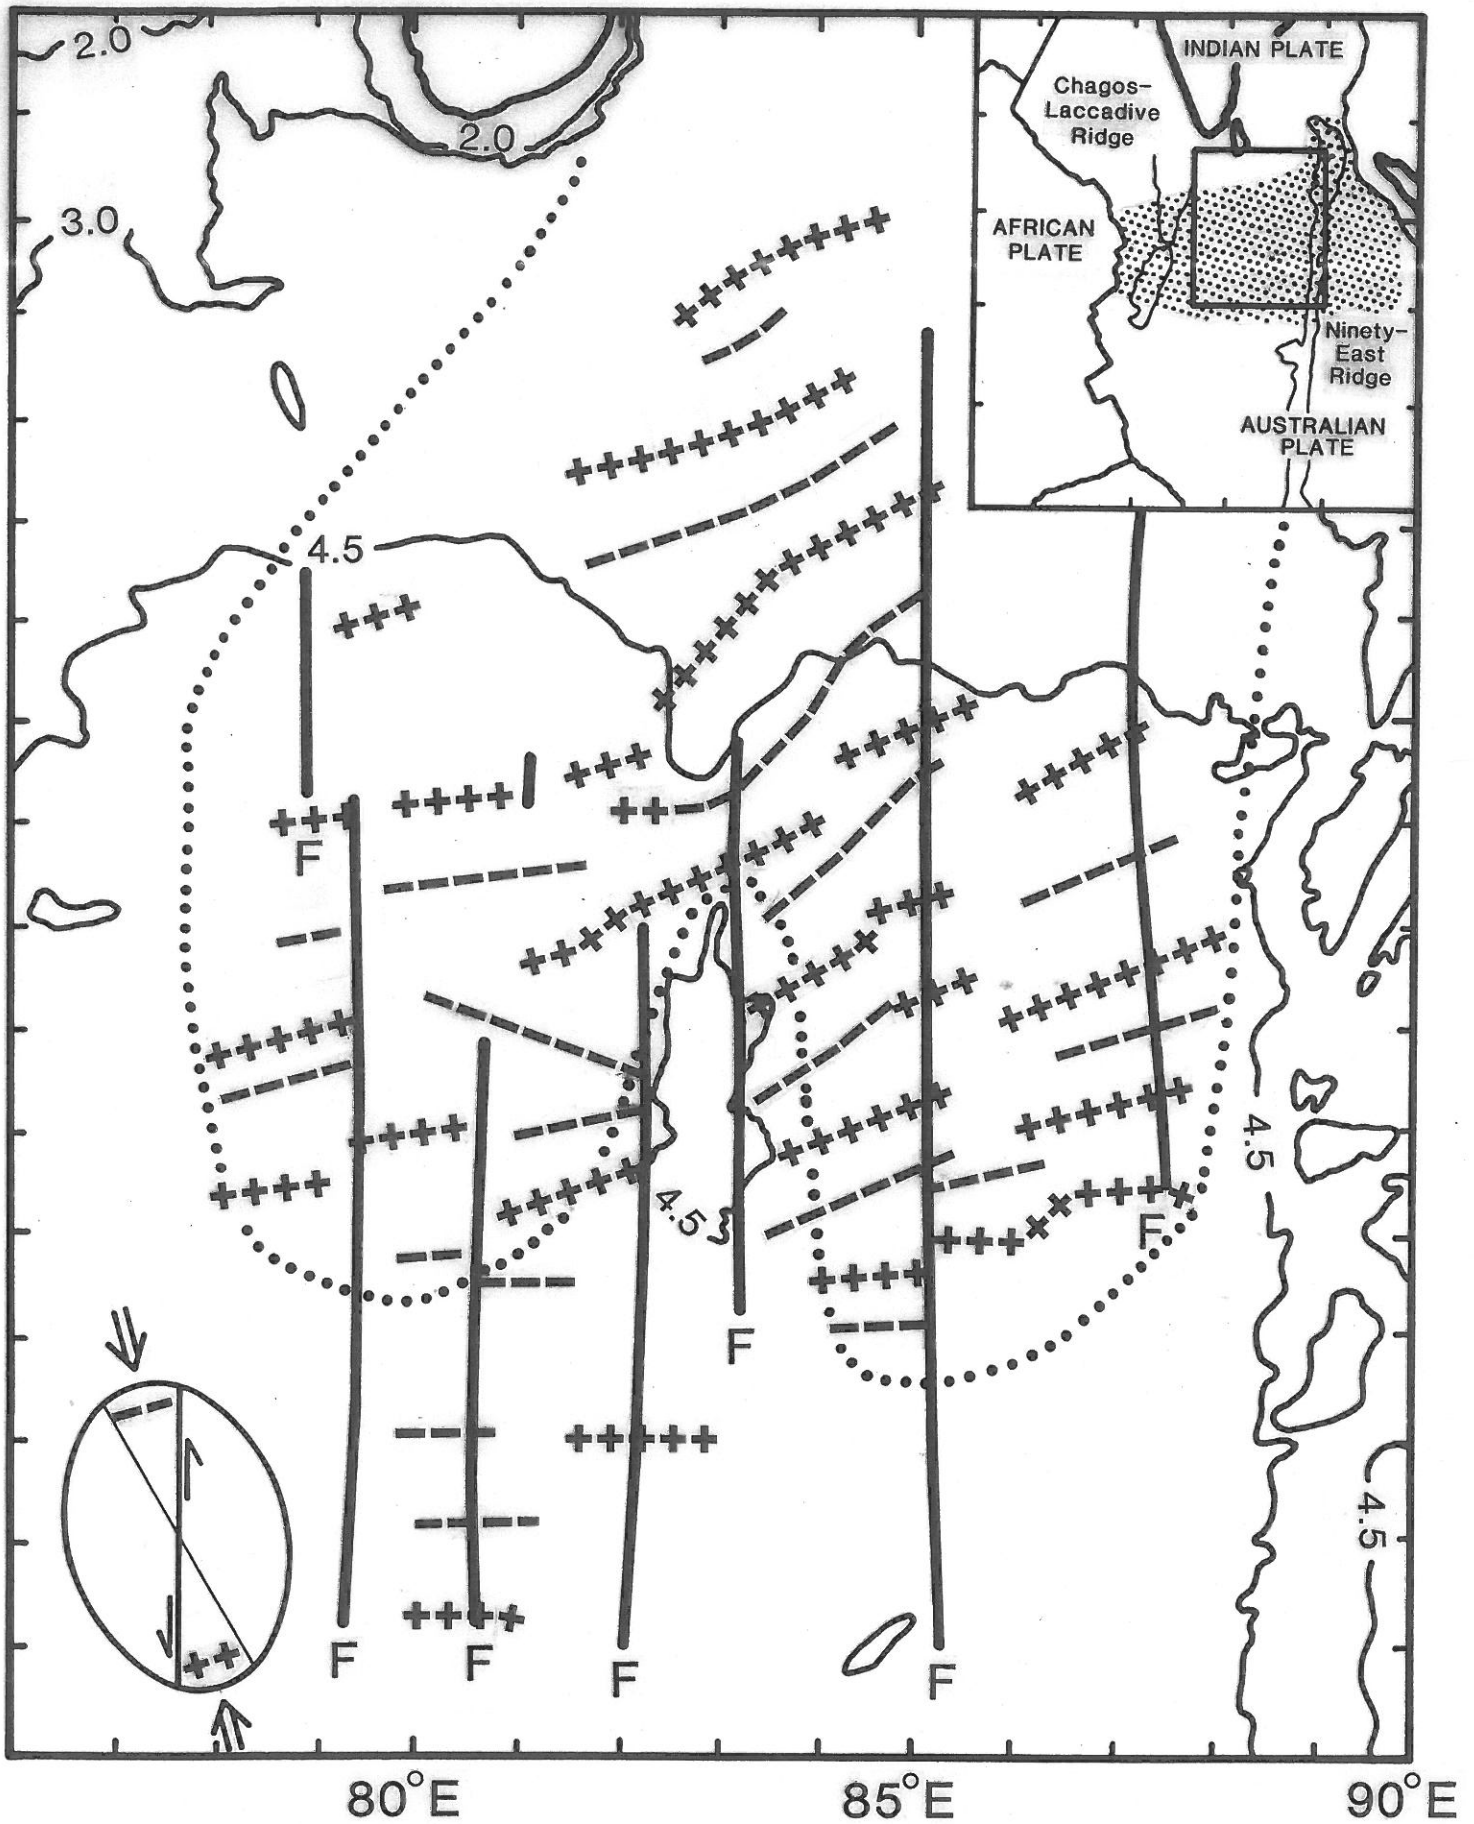 2.0
INDIAN PLATE
Chagos-
Laccadive
Ridge
2.0
3.0
AFRICAN
PLATE
Ninety-
East
Ridge
AUSTRALIAN
PLATE
4.5
F
4.5
4.5
F
F
4.5
F
F
F
F
80°E
85°E
90°E